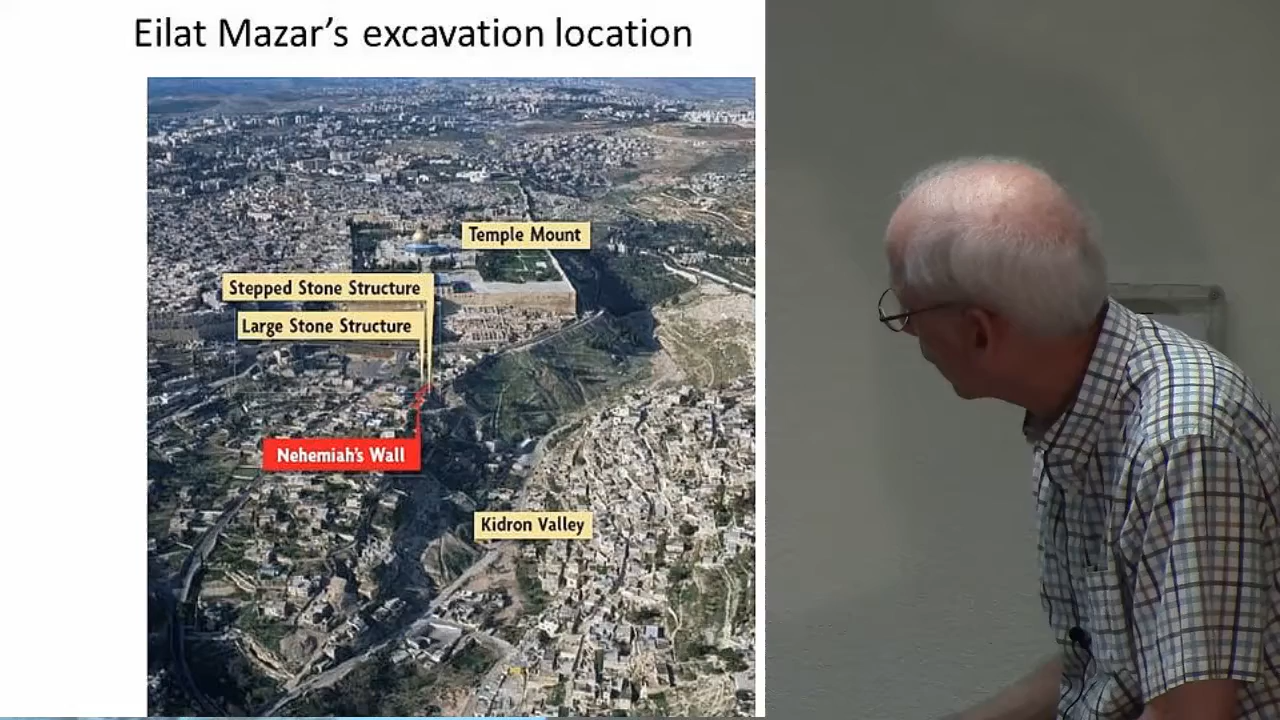 Eilat Mazar's excavation location
Temple Mount
Stepped Stone Structure
Large Stone Structure
Nehemiah's Wall
Kidron Valley